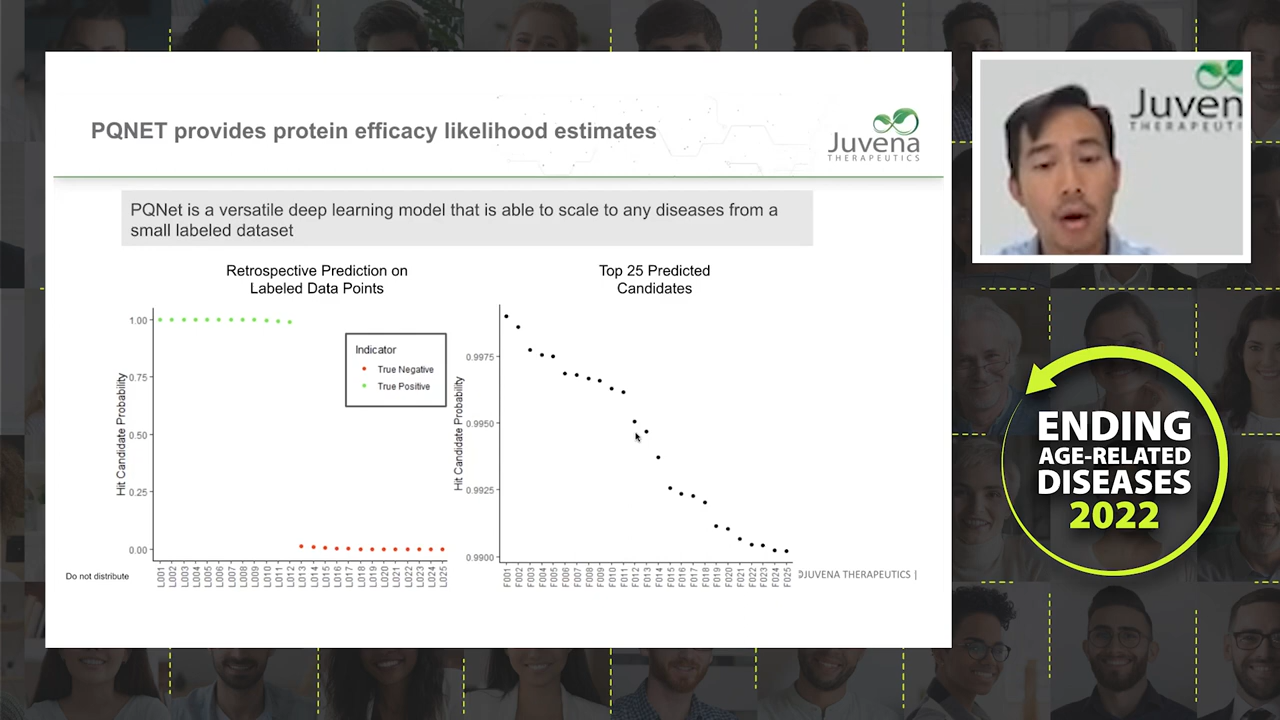 PQNET provides protein efficacy likelihood estimates
Juvena
THERAPEUTICS
PQNet is a versatile deep learning model that is able to scale to any diseases from a
small labeled dataset
Retrospective Prediction on
Labeled Data Points
Hit Candidate Probability
1.00
0.75
0.50
0.25
0.00
Indicator
True Negative
True Positive
L001
L002
L003
L004
L005
L006
L007
L008
L009
L010
L011
L012
L013
L014
L015
L016
L017
L018
L019
L020
L021
L022
L023
L024
L025
Top 25 Predicted
Candidates
Hit Candidate Probability
0.9975
0.9950
0.9925
0.9900
F001
F002
F003
F004
F005
F006
F007
F008
F009
F010
F011
F012
F013
F014
F015
F016
F017
F018
F019
F020
F021
F022
F023
F024
F025
Do not distribute
JUVENA THERAPEUTICS |
Juven
THERAPEUTI
ENDING
AGE-RELATED
DISEASES
2022